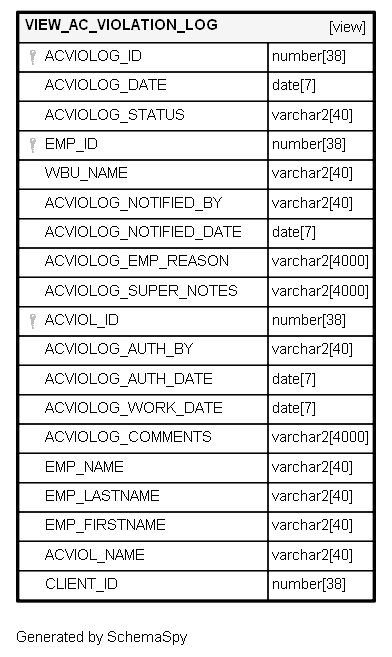 VIEW_AC_VIOLATION_LOG [view]
ACVIOLOG_ID number[38]
ACVIOLOG_DATE date[7]
ACVIOLOG_STATUS varchar2[40]
EMP_ID number[38]
WBU_NAME varchar2[40]
ACVIOLOG_NOTIFIED_BY varchar2[40]
ACVIOLOG_NOTIFIED_DATE date[7]
ACVIOLOG_EMP_REASON varchar2[4000]
ACVIOLOG_SUPER_NOTES varchar2[4000]
ACVIOL_ID number[38]
ACVIOLOG_AUTH_BY varchar2[40]
ACVIOLOG_AUTH_DATE date[7]
ACVIOLOG_WORK_DATE date[7]
ACVIOLOG_COMMENTS varchar2[4000]
EMP_NAME varchar2[40]
EMP_LASTNAME varchar2[40]
EMP_FIRSTNAME varchar2[40]
ACVIOL_NAME varchar2[40]
CLIENT_ID number[38]
Generated by SchemaSpy